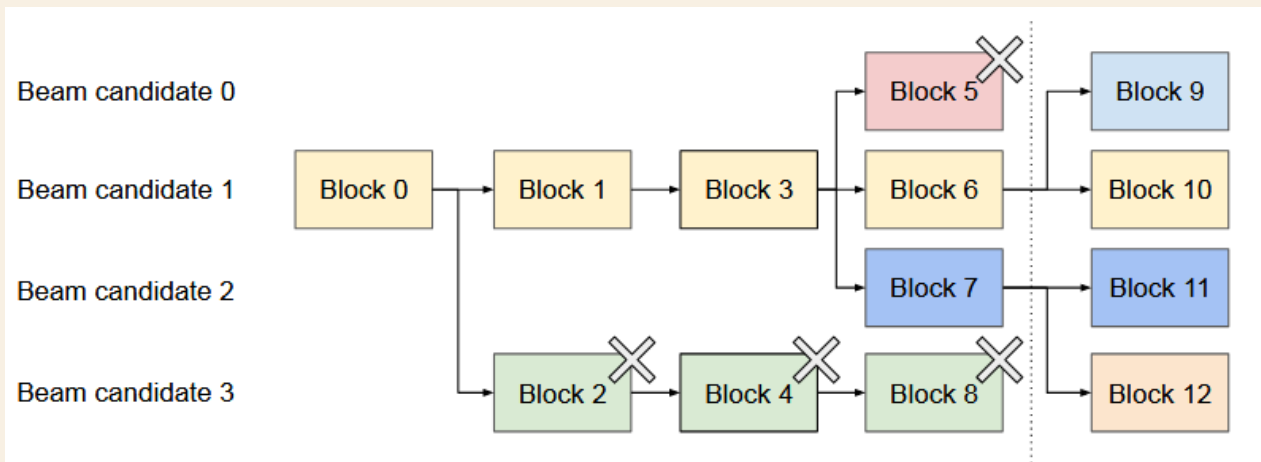 Beam candidate 0
Block 5
Block 9
Beam candidate 1
Block 0
Block 1
Block 3
Block 6
Block 10
Beam candidate 2
Block 7
Block 11
Beam candidate 3
Block 2
Block 4
Block 8
Block 12